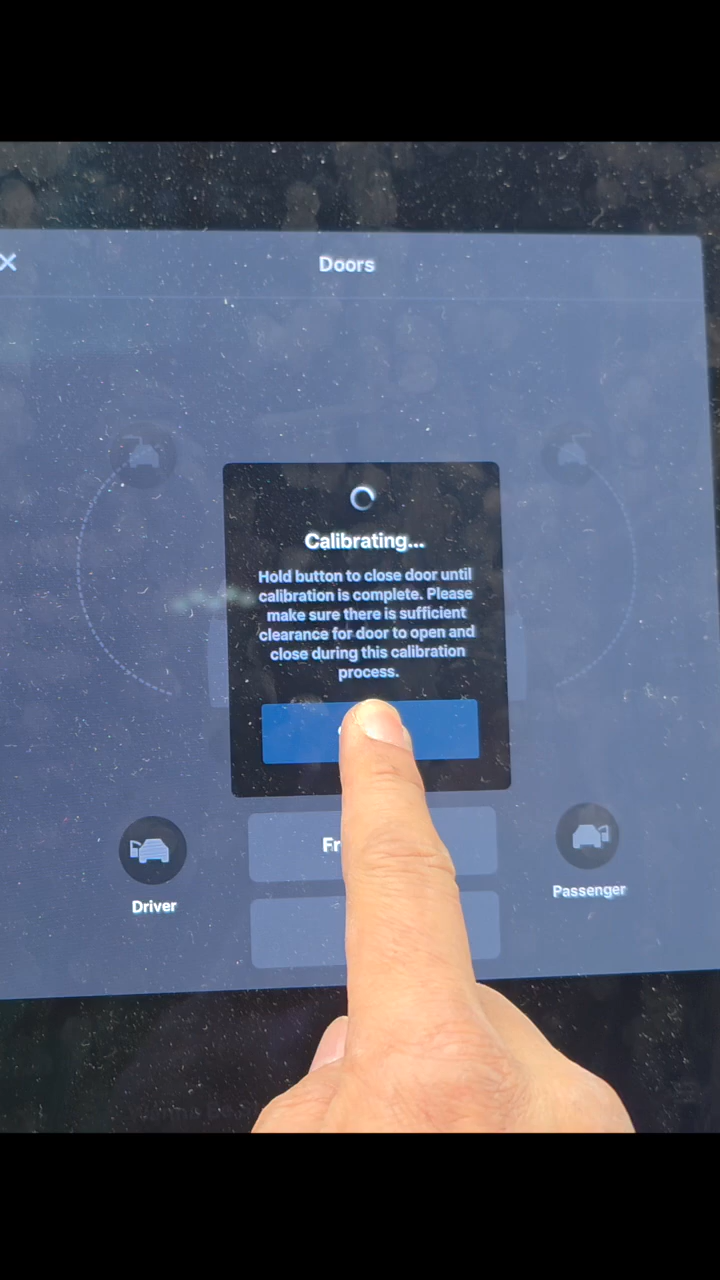 Doors
Calibrating...
Hold button to close door until
calibration is complete. Please
make sure there is sufficient
clearance for door to open and
close during this calibration
process.
Driver
Passenger